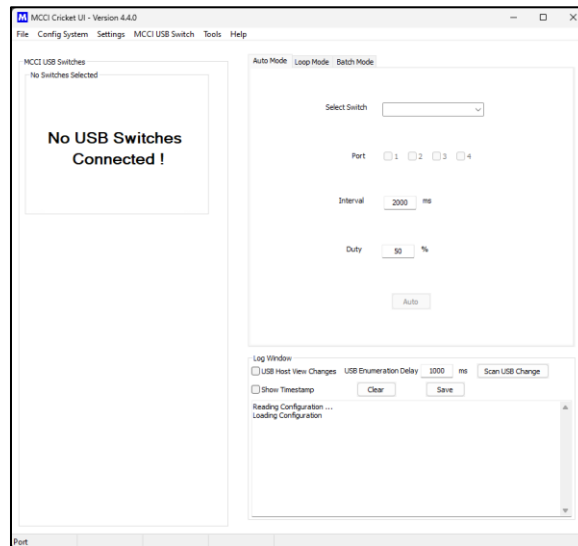 M MCCI Cricket UI - Version 4.4.0
File Config System Settings MCCI USB Switch Tools Help
MCCI USB Switches
No Switches Selected
No USB Switches
Connected !
Auto Mode Loop Mode Batch Mode
Select Switch
Port 1 2 3 4
Interval 2000 ms
Duty 50 %
Auto
Log Window
USB Host View Changes USB Enumeration Delay 1000 ms Scan USB Change
Show Timestamp Clear Save
Reading Configuration ...
Loading Configuration
Port